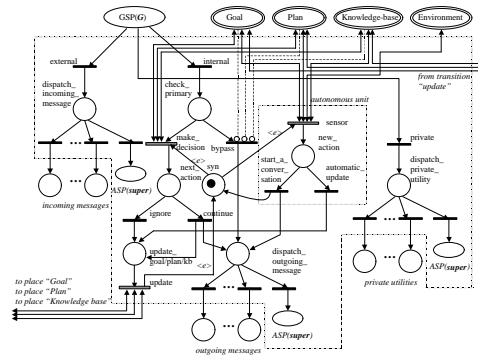 GSP(G)
Goal
Plan
Knowledge-base
Environment
external
internal
from transition
"update"
dispatch_
incoming_
message
check_
primary
autonomous unit
sensor
<e>
make_
decision
bypass
new_
action
private
<e>
syn
next_
action
start_a_
conver_
sation
automatic_
update
dispatch_
private_
utility
ASP(super)
incoming messages
ignore
continue
update_
goal/plan/kb
dispatch_
outgoing_
message
<e>
update
ASP(super)
private utilities
to place "Goal"
to place "Plan"
to place "Knowledge base"
ASP(super)
outgoing messages